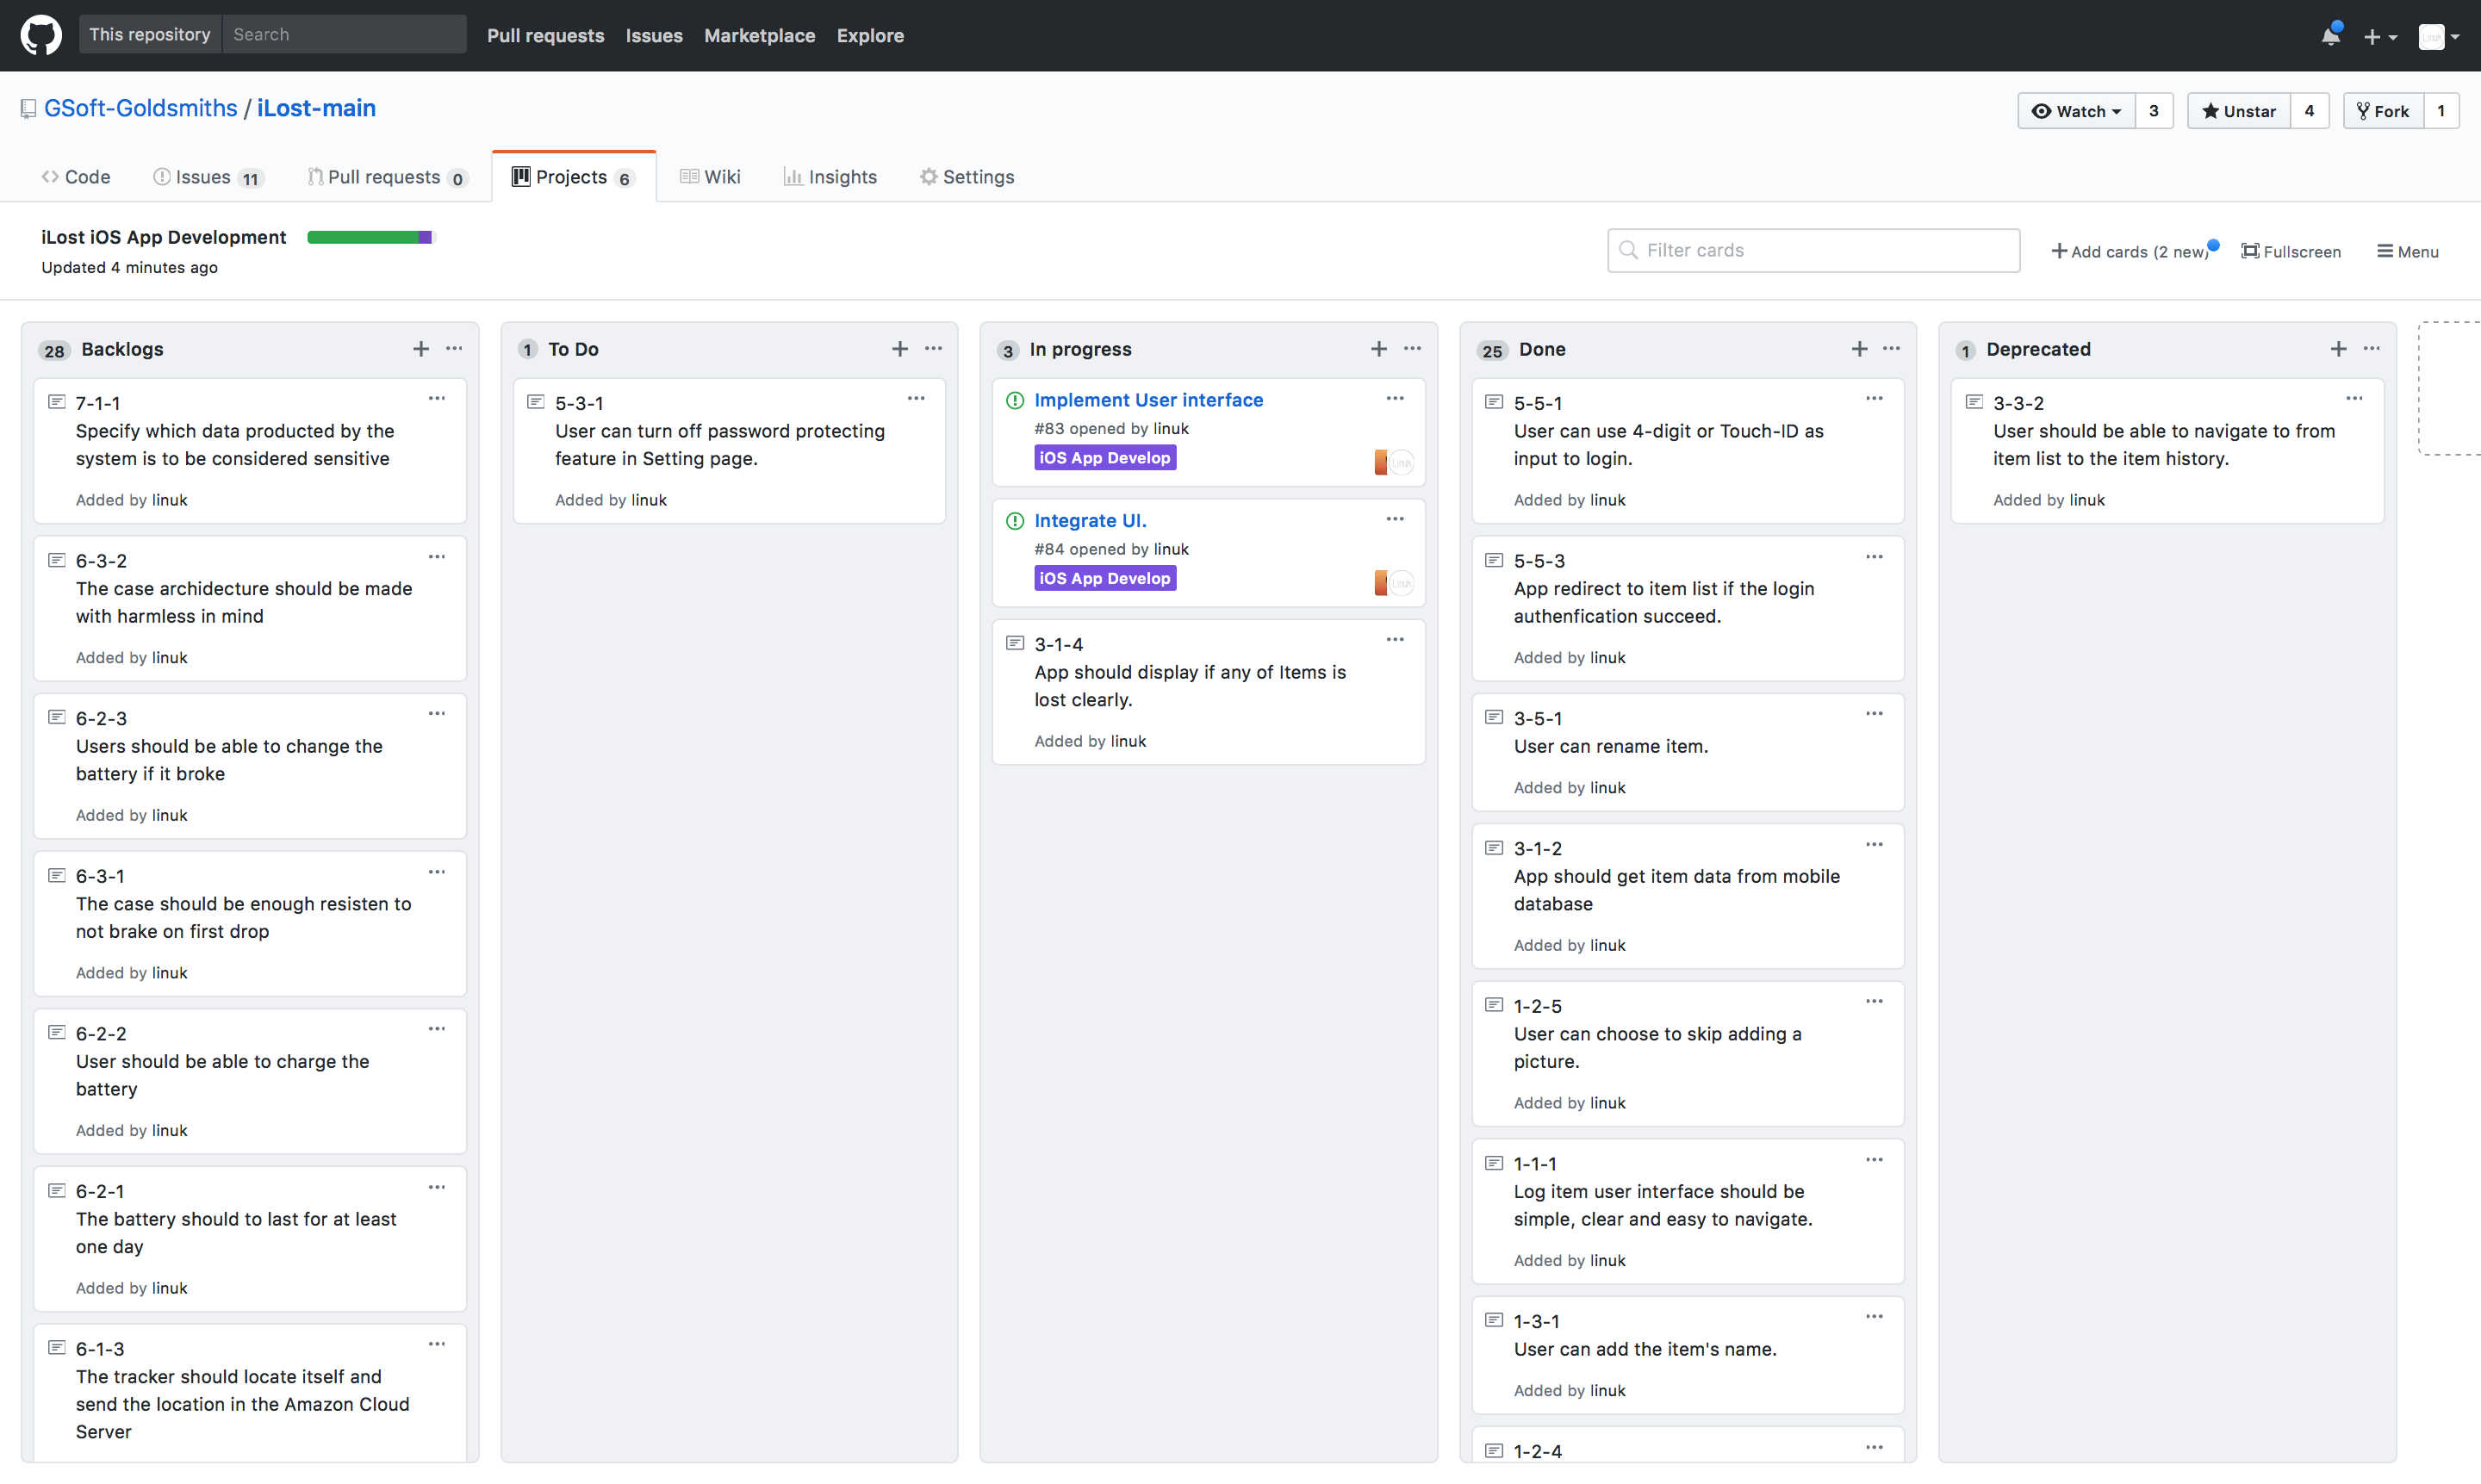 This repository
Search
Pull requests
Issues
Marketplace
Explore
GSoft-Goldsmiths / iLost-main
Watch 3
Unstar 4
Fork 1
Code
Issues 11
Pull requests 0
Projects 6
Wiki
Insights
Settings
iLost iOS App Development
Updated 4 minutes ago
Filter cards
Add cards (2 new)
Fullscreen
Menu
28 Backlogs
7-1-1
Specify which data producted by the
system is to be considered sensitive
Added by linuk
6-3-2
The case archidecture should be made
with harmless in mind
Added by linuk
6-2-3
Users should be able to change the
battery if it broke
Added by linuk
6-3-1
The case should be enough resisten to
not brake on first drop
Added by linuk
6-2-2
User should be able to charge the
battery
Added by linuk
6-2-1
The battery should to last for at least
one day
Added by linuk
6-1-3
The tracker should locate itself and
send the location in the Amazon Cloud
Server
1 To Do
5-3-1
User can turn off password protecting
feature in Setting page.
Added by linuk
3 In progress
Implement User interface
#83 opened by linuk
iOS App Develop
Integrate UI.
#84 opened by linuk
iOS App Develop
3-1-4
App should display if any of Items is
lost clearly.
Added by linuk
25 Done
5-5-1
User can use 4-digit or Touch-ID as
input to login.
Added by linuk
5-5-3
App redirect to item list if the login
authenfication succeed.
Added by linuk
3-5-1
User can rename item.
Added by linuk
3-1-2
App should get item data from mobile
database
Added by linuk
1-2-5
User can choose to skip adding a
picture.
Added by linuk
1-1-1
Log item user interface should be
simple, clear and easy to navigate.
Added by linuk
1-3-1
User can add the item's name.
Added by linuk
1-2-4
1 Deprecated
3-3-2
User should be able to navigate to from
item list to the item history.
Added by linuk